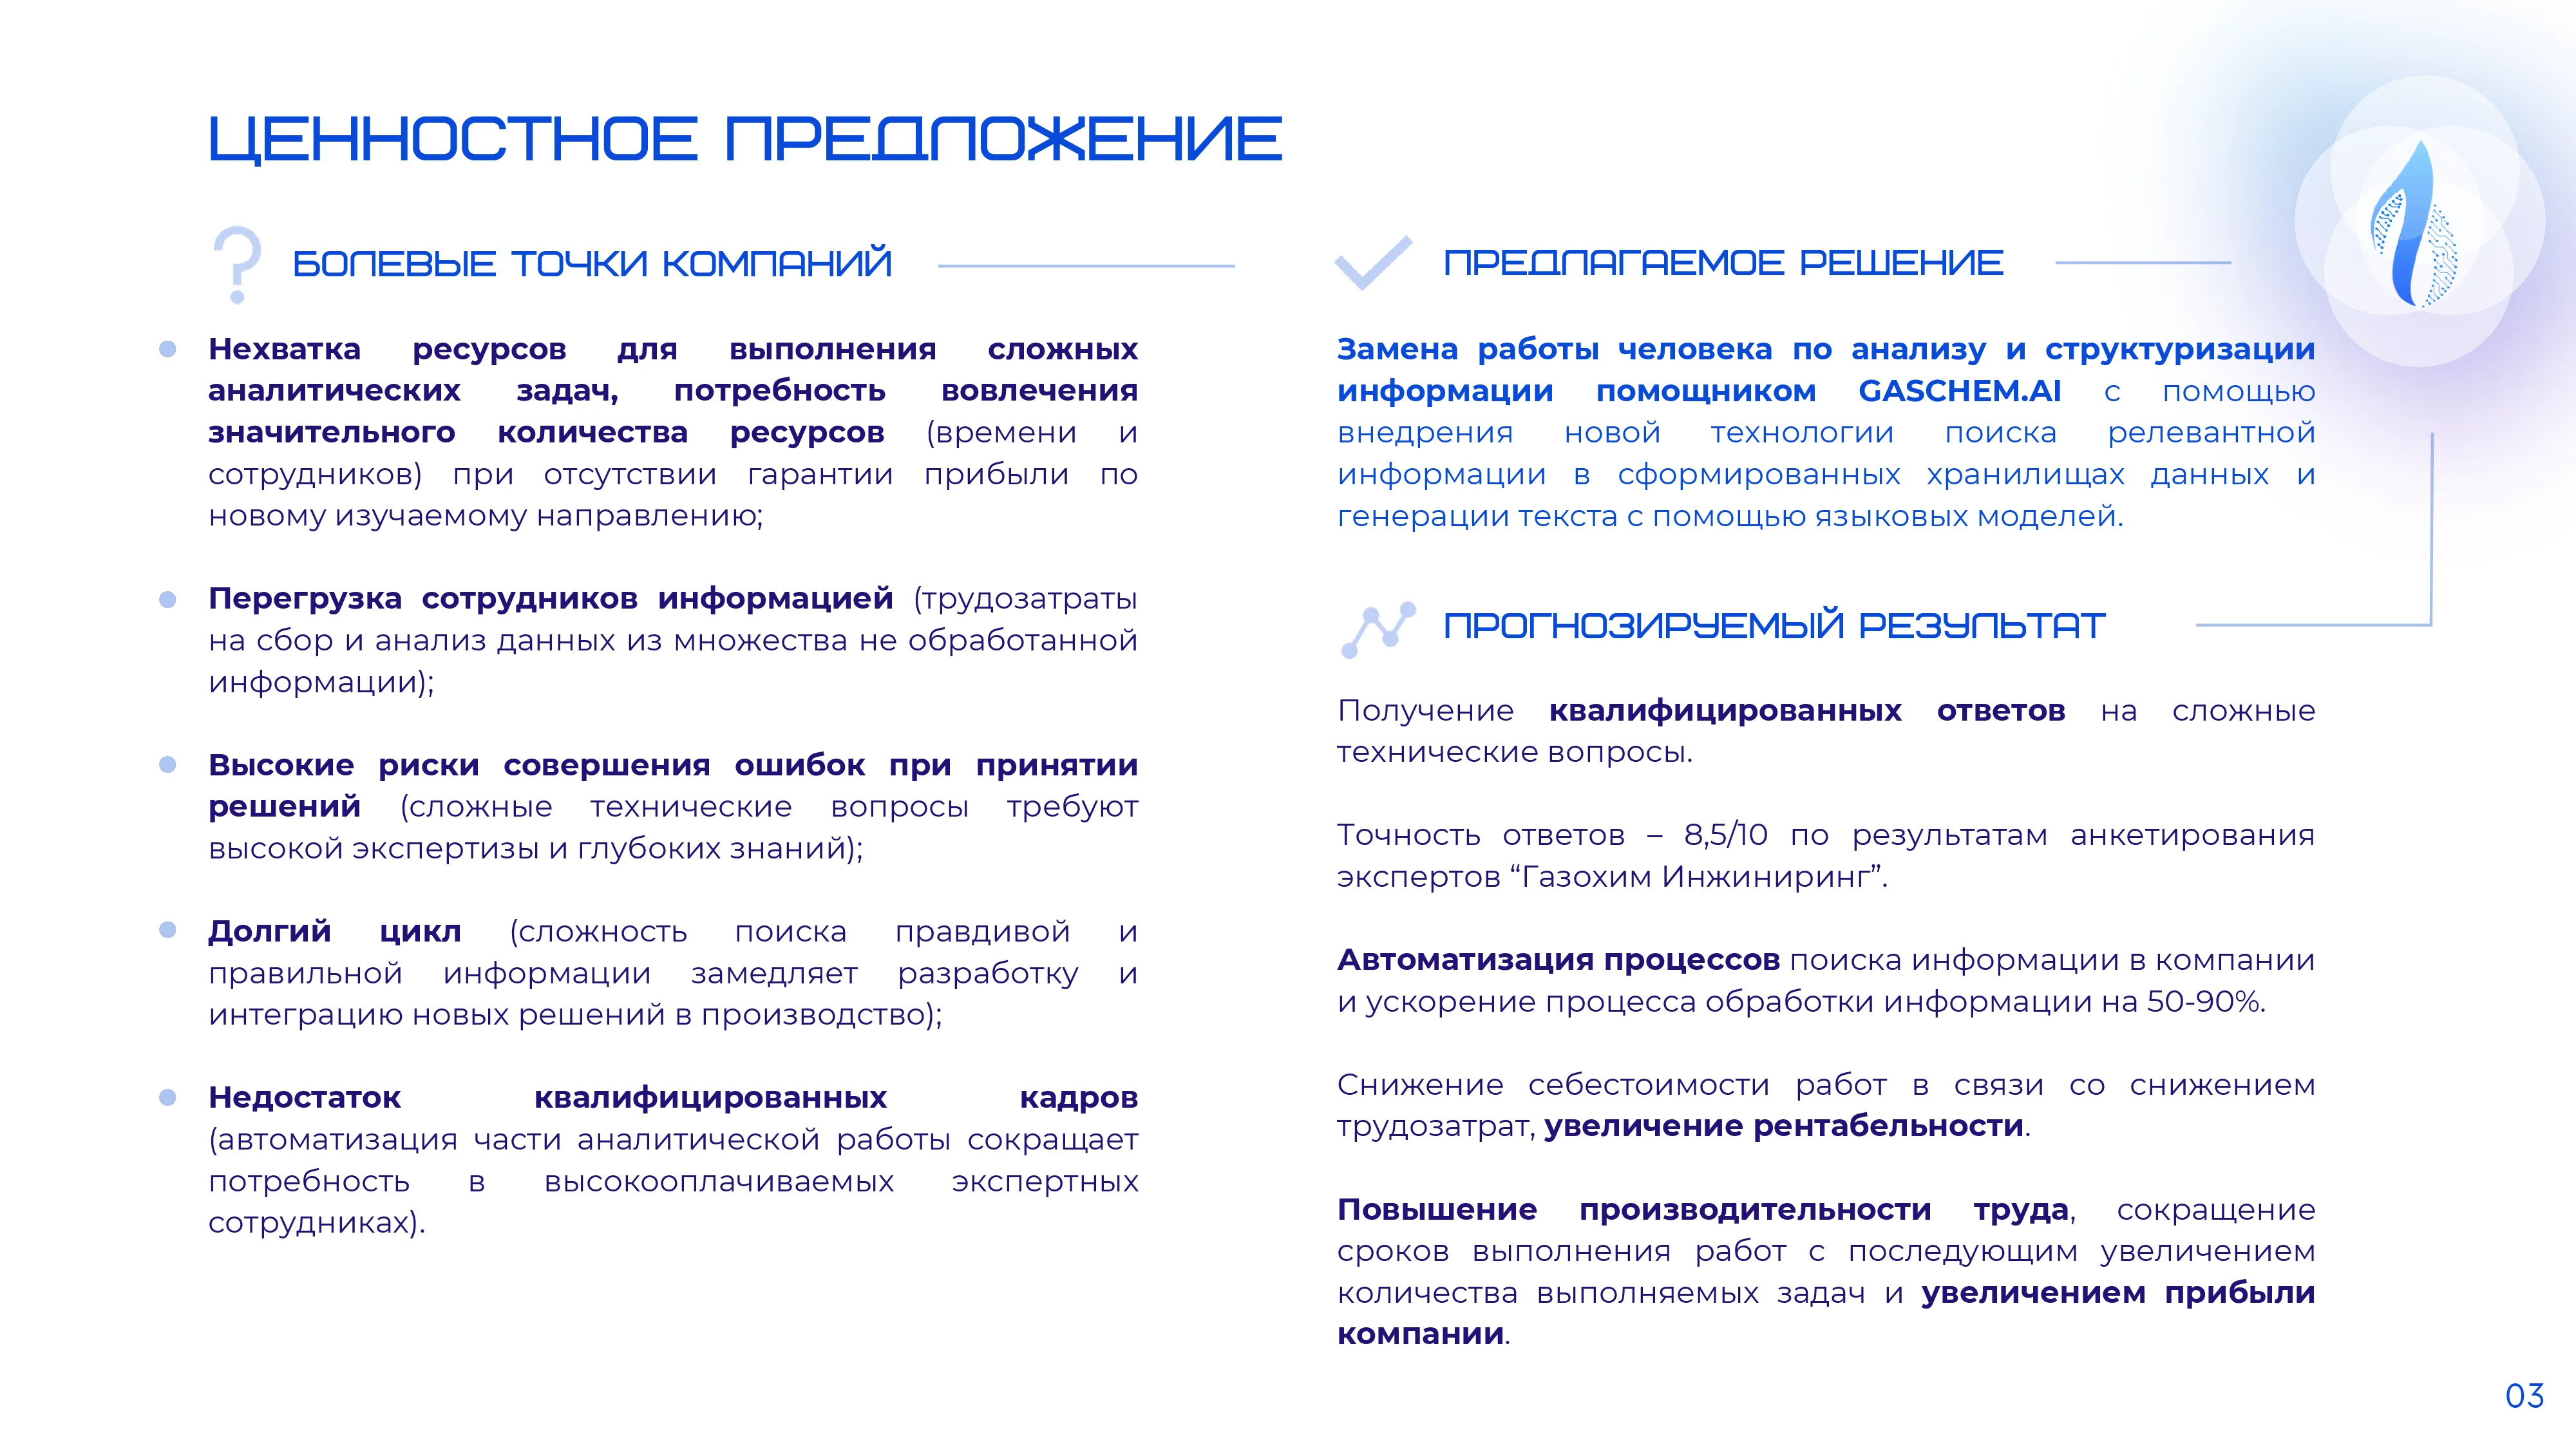 ЦЕННОСТНОЕ ПРЕДЛОЖЕНИЕ
БОЛЕВЫЕ ТОЧКИ КОМПАНИЙ
Нехватка ресурсов для выполнения сложных
аналитических задач, потребность вовлечения
значительного количества ресурсов (времени и
сотрудников) при отсутствии гарантии прибыли по
новому изучаемому направлению;
Перегрузка сотрудников информацией (трудозатраты
на сбор и анализ данных из множества не обработанной
информации);
Высокие риски совершения ошибок при принятии
решений (сложные технические вопросы требуют
высокой экспертизы и глубоких знаний);
Долгий цикл (сложность поиска правдивой и
правильной информации замедляет разработку и
интеграцию новых решений в производство);
Недостаток квалифицированных кадров
(автоматизация части аналитической работы сокращает
потребность в высокооплачиваемых экспертных
сотрудниках).
ПРЕДЛАГАЕМОЕ РЕШЕНИЕ
Замена работы человека по анализу и структуризации
информации помощником GASCHEM.AI с помощью
внедрения новой технологии поиска релевантной
информации в сформированных хранилищах данных и
генерации текста с помощью языковых моделей.
ПРОГНОЗИРУЕМЫЙ РЕЗУЛЬТАТ
Получение квалифицированных ответов на сложные
технические вопросы.
Точность ответов – 8,5/10 по результатам анкетирования
экспертов “Газохим Инжиниринг”.
Автоматизация процессов поиска информации в компании
и ускорение процесса обработки информации на 50-90%.
Снижение себестоимости работ в связи со снижением
трудозатрат, увеличение рентабельности.
Повышение производительности труда, сокращение
сроков выполнения работ с последующим увеличением
количества выполняемых задач и увеличением прибыли
компании.
03